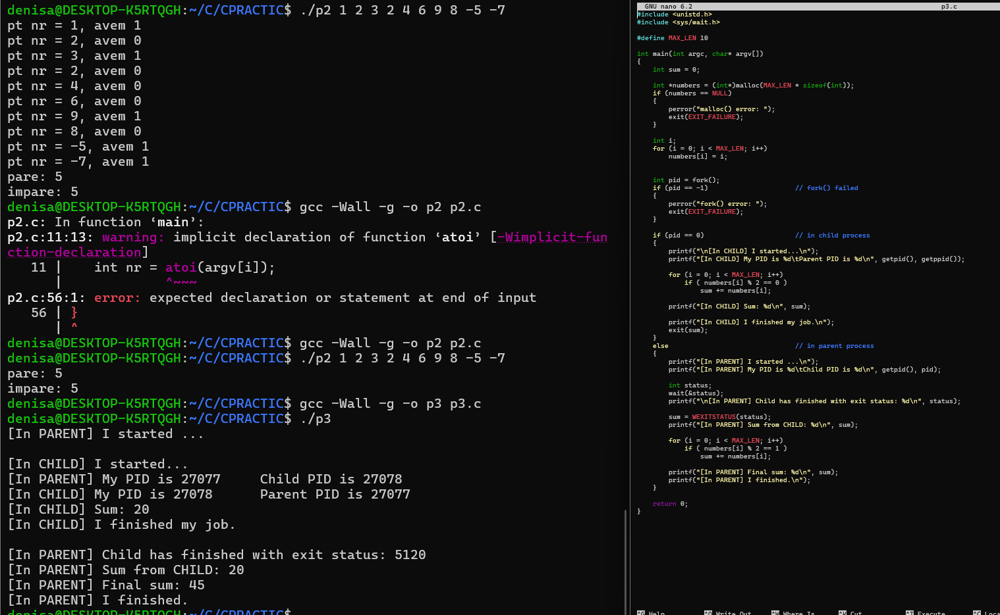 denisa@DESKTOP-K5RTQGH:~/C/CPRACTIC$ ./p2 1 2 3 2 4 6 9 8 -5 -7
pt nr = 1, avem 1
pt nr = 2, avem 0
pt nr = 3, avem 1
pt nr = 2, avem 0
pt nr = 4, avem 0
pt nr = 6, avem 0
pt nr = 9, avem 1
pt nr = 8, avem 0
pt nr = -5, avem 1
pt nr = -7, avem 1
pare: 5
impare: 5
denisa@DESKTOP-K5RTQGH:~/C/CPRACTIC$ gcc -Wall -g -o p2 p2.c
p2.c: In function ‘main’:
p2.c:11:13: warning: implicit declaration of function ‘atoi’ [-Wimplicit-fun
ction-declaration]
   11 |    int nr = atoi(argv[i]);
      |             ^~~~
p2.c:56:1: error: expected declaration or statement at end of input
   56 | }
      | ^
denisa@DESKTOP-K5RTQGH:~/C/CPRACTIC$ gcc -Wall -g -o p2 p2.c
denisa@DESKTOP-K5RTQGH:~/C/CPRACTIC$ ./p2 1 2 3 2 4 6 9 8 -5 -7
pare: 5
impare: 5
denisa@DESKTOP-K5RTQGH:~/C/CPRACTIC$ gcc -Wall -g -o p3 p3.c
denisa@DESKTOP-K5RTQGH:~/C/CPRACTIC$ ./p3
[In PARENT] I started ...

[In CHILD] I started...
[In PARENT] My PID is 27077     Child PID is 27078
[In CHILD] My PID is 27078      Parent PID is 27077
[In CHILD] Sum: 20
[In CHILD] I finished my job.

[In PARENT] Child has finished with exit status: 5120
[In PARENT] Sum from CHILD: 20
[In PARENT] Final sum: 45
[In PARENT] I finished.
denisa@DESKTOP-K5RTQGH:~/C/CPRACTIC$
GNU nano 6.2 p3.c
#include <unistd.h>
#include <sys/wait.h>

#define MAX_LEN 10

int main(int argc, char* argv[])
{
    int sum = 0;

    int *numbers = (int*)malloc(MAX_LEN * sizeof(int));
    if (numbers == NULL)
    {
        perror("malloc() error: ");
        exit(EXIT_FAILURE);
    }

    int i;
    for (i = 0; i < MAX_LEN; i++)
        numbers[i] = i;


    int pid = fork();
    if (pid == -1)                      // fork() failed
    {
        perror("fork() error: ");
        exit(EXIT_FAILURE);
    }

    if (pid == 0)                       // in child process
    {
        printf("\n[In CHILD] I started...\n");
        printf("[In CHILD] My PID is %d\tParent PID is %d\n", getpid(), getppid());

        for (i = 0; i < MAX_LEN; i++)
            if ( numbers[i] % 2 == 0 )
                sum += numbers[i];

        printf("[In CHILD] Sum: %d\n", sum);

        printf("[In CHILD] I finished my job.\n");
        exit(sum);
    }
    else                                // in parent process
    {
        printf("[In PARENT] I started ...\n");
        printf("[In PARENT] My PID is %d\tChild PID is %d\n", getpid(), pid);

        int status;
        wait(&status);
        printf("\n[In PARENT] Child has finished with exit status: %d\n", status);

        sum = WEXITSTATUS(status);
        printf("[In PARENT] Sum from CHILD: %d\n", sum);

        for (i = 0; i < MAX_LEN; i++)
            if ( numbers[i] % 2 == 1 )
                sum += numbers[i];

        printf("[In PARENT] Final sum: %d\n", sum);
        printf("[In PARENT] I finished.\n");
    }

    return 0;
}
^G Help ^O Write Out ^W Where Is ^K Cut ^T Execute ^C Loca